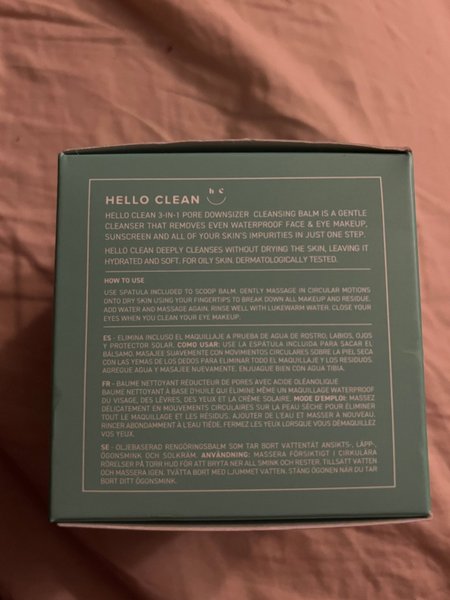 HELLO CLEAN h e
HELLO CLEAN 3-IN-1 PORE DOWNSIZER CLEANSING BALM IS A GENTLE
CLEANSER THAT REMOVES EVEN WATERPROOF FACE & EYE MAKEUP,
SUNSCREEN AND ALL OF YOUR SKIN'S IMPURITIES IN JUST ONE STEP.
HELLO CLEAN DEEPLY CLEANSES WITHOUT DRYING THE SKIN, LEAVING IT
HYDRATED AND SOFT. FOR OILY SKIN. DERMATOLOGICALLY TESTED.
HOW TO USE
USE SPATULA INCLUDED TO SCOOP BALM. GENTLY MASSAGE IN CIRCULAR MOTIONS
ONTO DRY SKIN USING YOUR FINGERTIPS TO BREAK DOWN ALL MAKEUP AND RESIDUE.
ADD WATER AND MASSAGE AGAIN. RINSE WELL WITH LUKEWARM WATER. CLOSE
YOUR EYES WHEN YOU CLEAN YOUR EYE MAKEUP.
ES - ELIMINA INCLUSO EL MAQUILLAJE A PRUEBA DE AGUA DE ROSTRO, LABIOS, OJOS
Y PROTECTOR SOLAR. COMO USAR: USE LA ESPÁTULA INCLUIDA PARA SACAR EL
BÁLSAMO. MASAJEE SUAVEMENTE CON MOVIMIENTOS CIRCULARES SOBRE LA PIEL SECA
CON LAS YEMAS DE LOS DEDOS PARA ELIMINAR TODO EL MAQUILLAJE Y LOS RESIDUOS.
AGREGUE AGUA Y MASAJEE NUEVAMENTE. ENJUAGUE BIEN CON AGUA TIBIA.
FR - BAUME NETTOYANT RÉDUCTEUR DE PORES AVEC ACIDE OLÉANOLIQUE
BAUME NETTOYANT À BASE D'HUILE QUI ÉLIMINE MÊME UN MAQUILLAGE WATERPROOF
DU VISAGE, DES LÈVRES, DES YEUX ET LA CRÈME SOLAIRE. MODE D'EMPLOI: MASSEZ
DÉLICATEMENT EN MOUVEMENTS CIRCULAIRES SUR LA PEAU SÈCHE POUR ÉLIMINER
TOUT LE MAQUILLAGE ET LES RÉSIDUS. AJOUTER DE L'EAU ET MASSER À NOUVEAU.
RINCER ABONDAMMENT À L'EAU TIÈDE, FERMEZ LES YEUX LORSQUE VOUS DÉMAQUILLEZ
VOS YEUX.
SE - OLJEBASERAD RENGÖRINGSBALM SOM TAR BORT VATTENTÄT ANSIKTS-, LÄPP-,
ÖGONSMINK OCH SOLKRÄM. ANVÄNDNING: MASSERA FÖRSIKTIGT I CIRKULÄRA
RÖRELSER PÅ TORR HUD FÖR ATT BRYTA NER ALL SMINK OCH RESTER. TILLSÄTT VATTEN
OCH MASSERA IGEN. TVÄTTA BORT MED LJUMMET VATTEN. STÄNG ÖGONEN NÄR DU TAR
BORT DITT ÖGONSMINK.